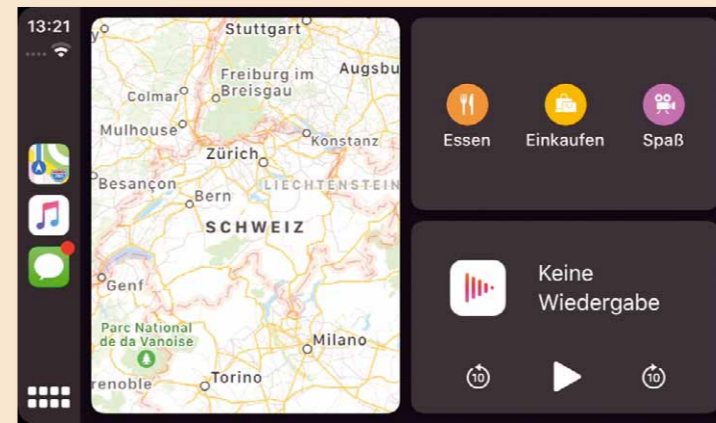 13:21
Stuttgart
Augsbu
Freiburg im
Breisgau
Colmar
Mulhouse
Konstanz
Zürich
Besançon
LIECHTENSTEIN
Bern
SCHWEIZ
Genf
Parc National
de da Vanoise
Milano
renoble
Torino
Essen
Einkaufen
Spaß
Keine
Wiedergabe
10
10